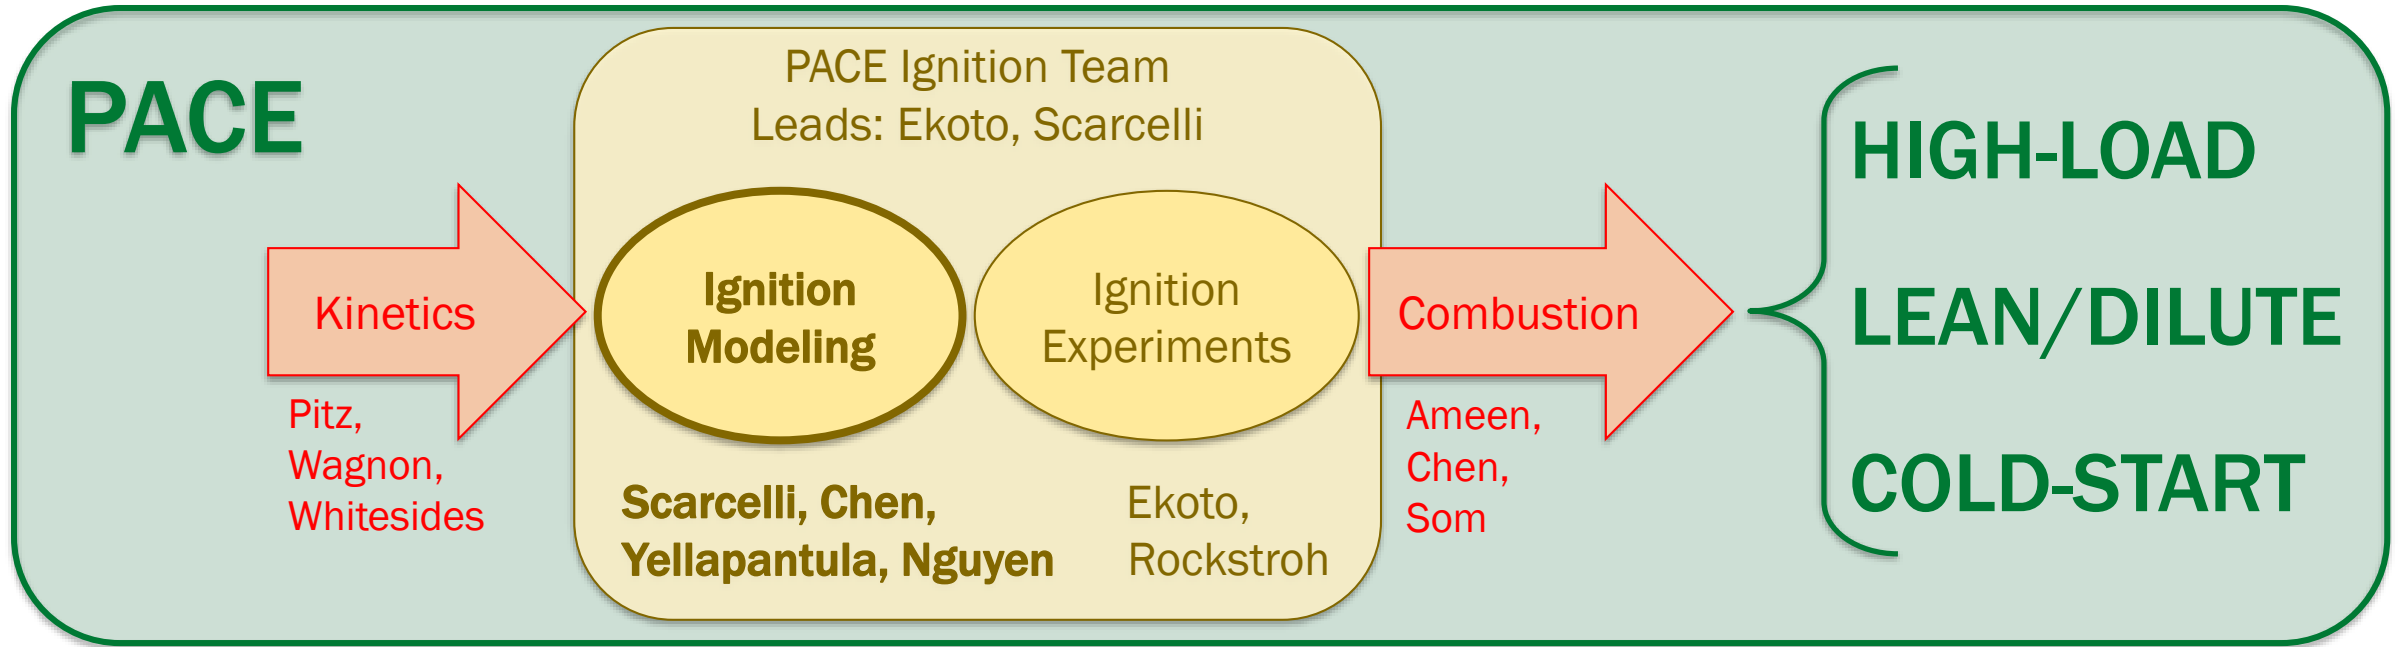 PACE
PACE Ignition Team
Leads: Ekoto, Scarcelli
Kinetics
Pitz,
Wagnon,
Whitesides
Ignition
Modeling
Scarcelli, Chen,
Yellapantula, Nguyen
Ignition
Experiments
Ekoto,
Rockstroh
Combustion
Ameen,
Chen,
Som
HIGH-LOAD
LEAN/DILUTE
COLD-START